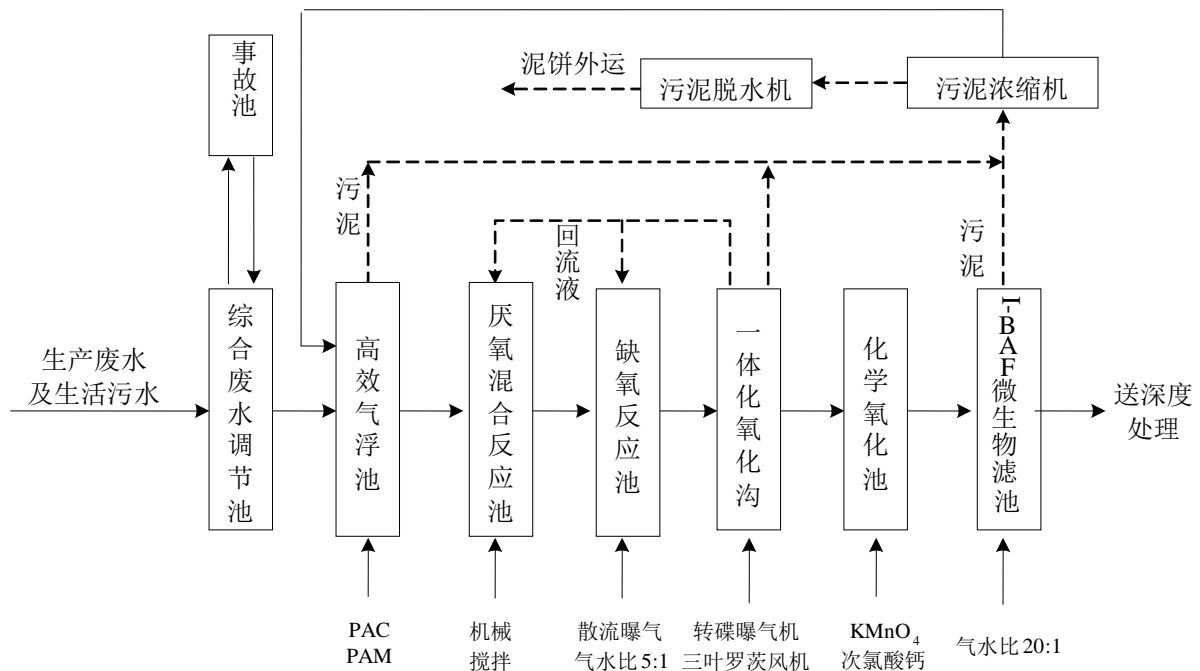 事故池
泥饼外运
污泥脱水机
污泥浓缩机
污泥
回流液
污泥
生产废水
及生活污水
综合废水调节池
高效气浮池
厌氧混合反应池
缺氧反应池
一体化氧化沟
化学氧化池
I-BAF微生物滤池
送深度
处理
PAC
PAM
机械
搅拌
散流曝气
气水比5:1
转碟曝气机
三叶罗茨风机
KMnO₄
次氯酸钙
气水比20:1